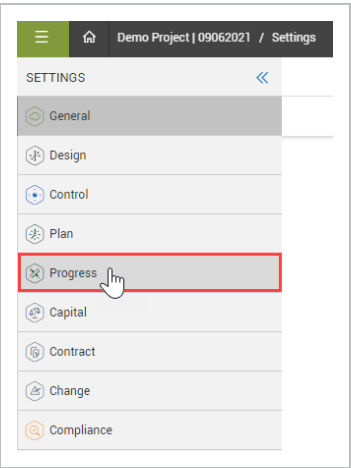 Demo Project | 09062021 / Settings
SETTINGS
General
Design
Control
Plan
Progress
Capital
Contract
Change
Compliance